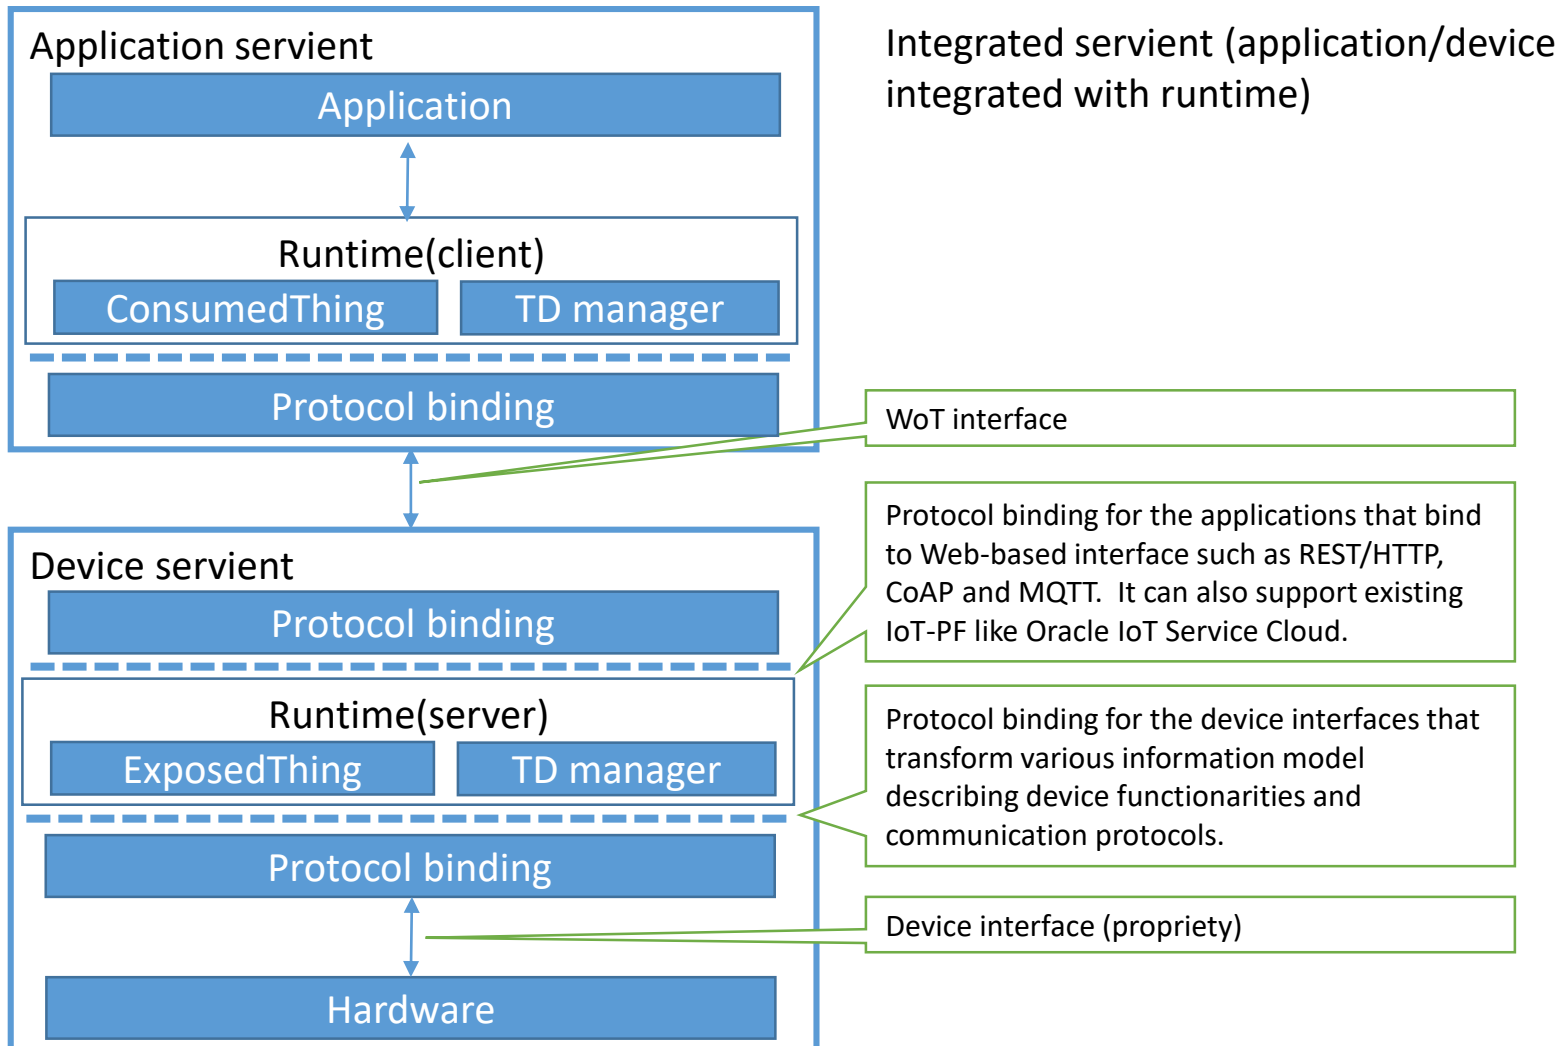 Application servient
Application
Runtime(client)
ConsumedThing
TD manager
Protocol binding
Device servient
Protocol binding
Runtime(server)
ExposedThing
TD manager
Protocol binding
Hardware
Integrated servient (application/device
integrated with runtime)
WoT interface
Protocol binding for the applications that bind
to Web-based interface such as REST/HTTP,
CoAP and MQTT.  It can also support existing
IoT-PF like Oracle IoT Service Cloud.
Protocol binding for the device interfaces that
transform various information model
describing device functionarities and
communication protocols.
Device interface (propriety)